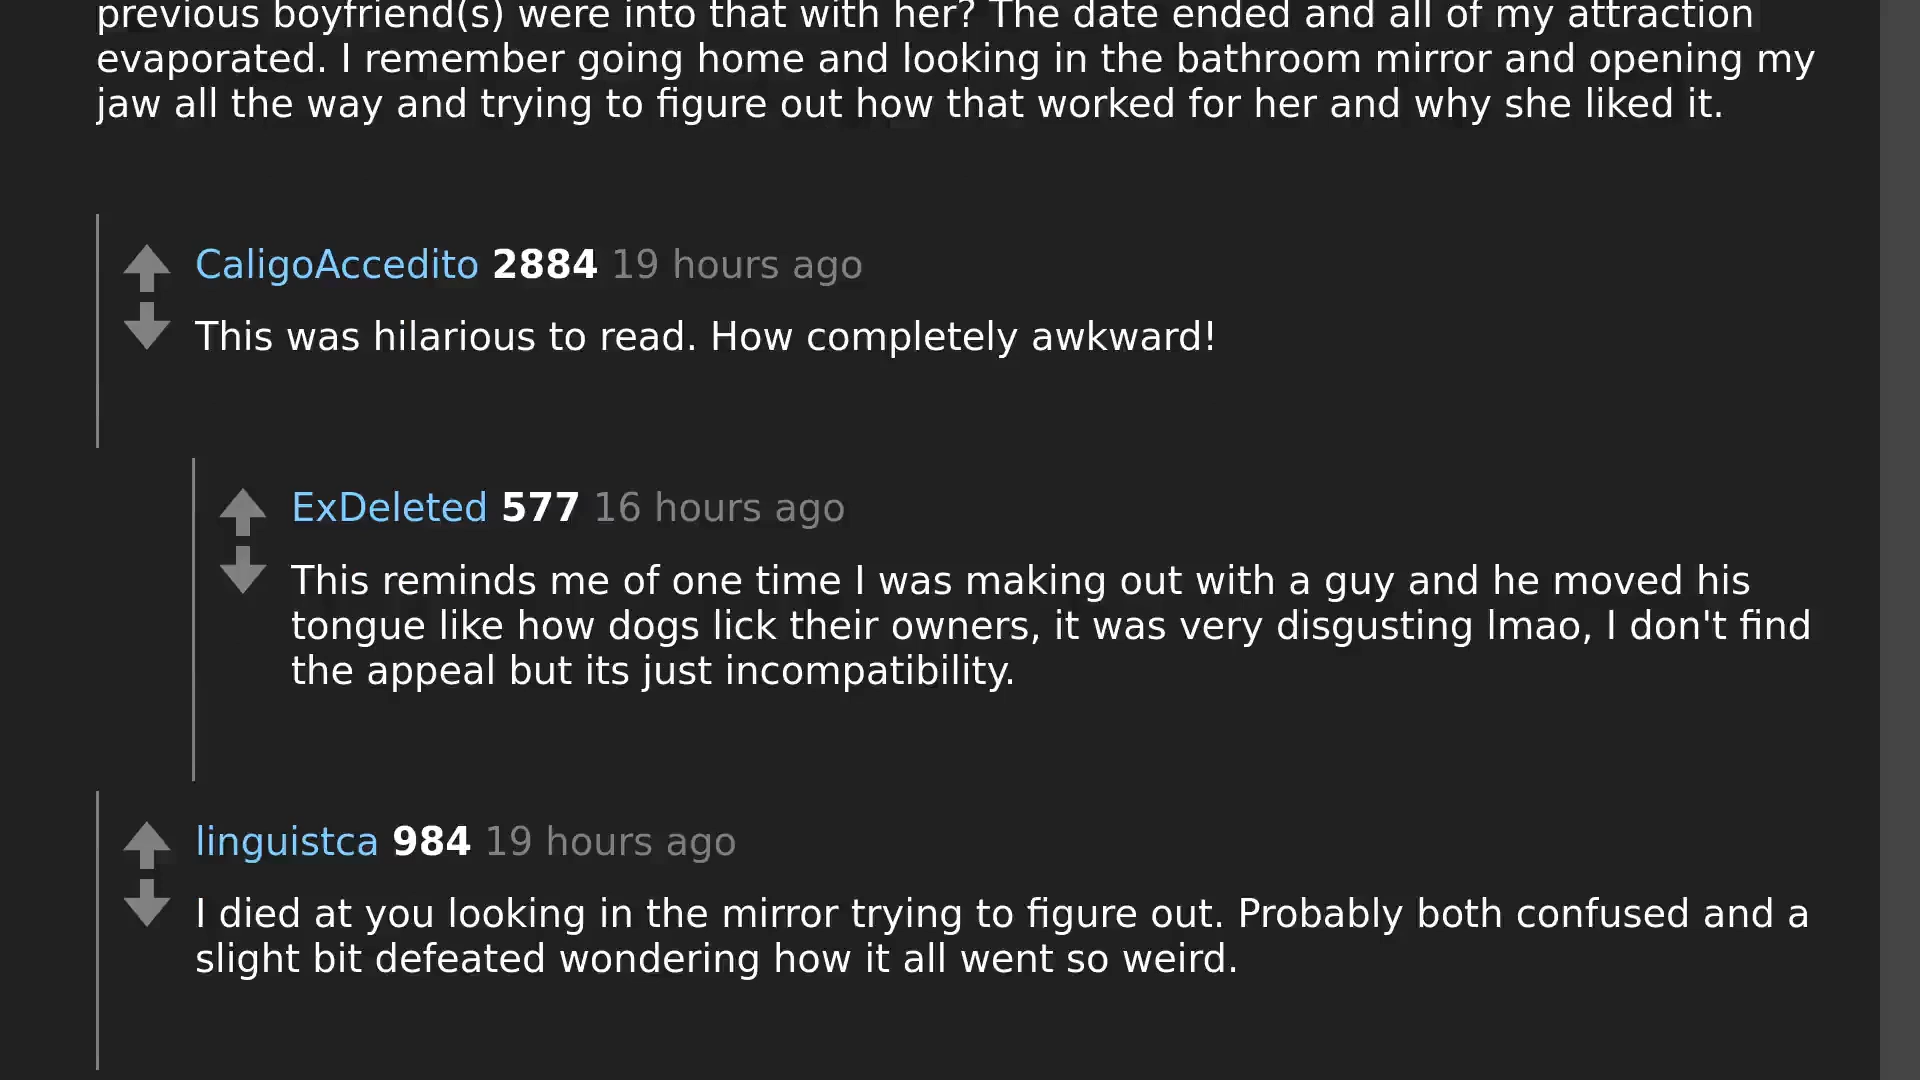 previous boyfriend(s) were into that with her? The date ended and all of my attraction
evaporated. I remember going home and looking in the bathroom mirror and opening my
jaw all the way and trying to figure out how that worked for her and why she liked it.
CaligoAccedito 2884 19 hours ago
This was hilarious to read. How completely awkward!
ExDeleted 577 16 hours ago
This reminds me of one time I was making out with a guy and he moved his
tongue like how dogs lick their owners, it was very disgusting lmao, I don't find
the appeal but its just incompatibility.
linguistca 984 19 hours ago
I died at you looking in the mirror trying to figure out. Probably both confused and a
slight bit defeated wondering how it all went so weird.